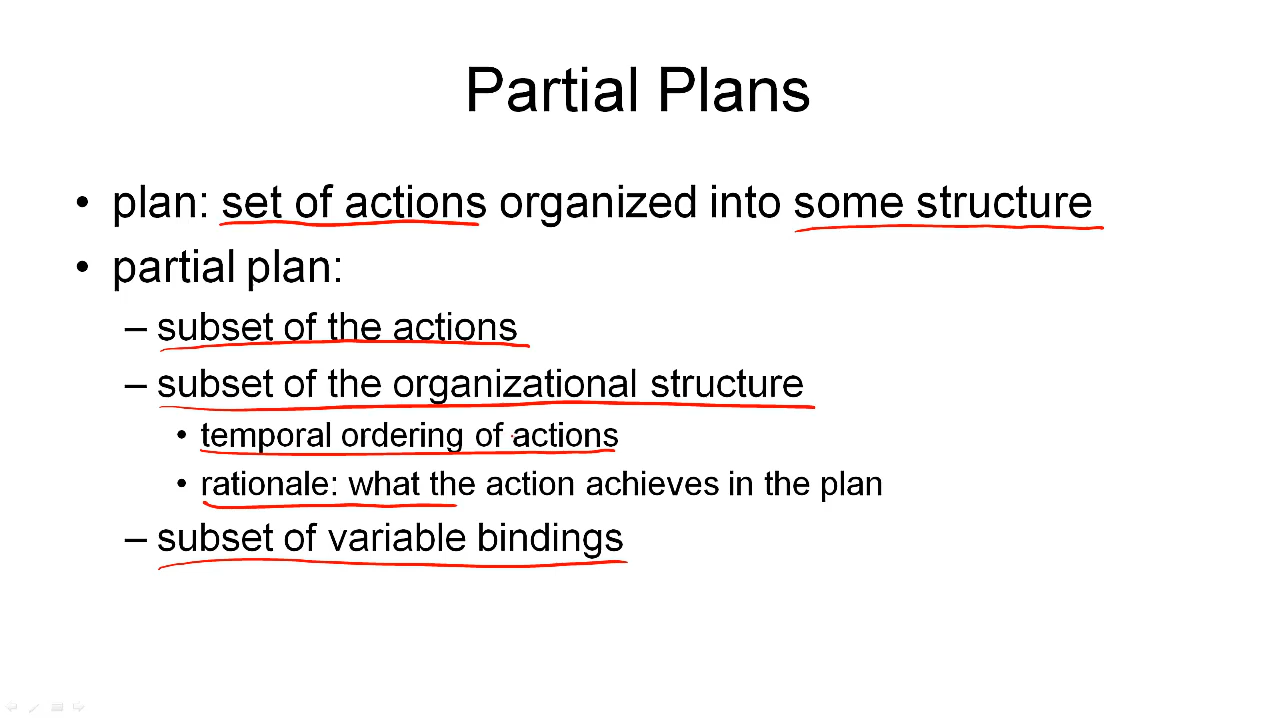 Partial Plans
• plan: set of actions organized into some structure
• partial plan:
– subset of the actions
– subset of the organizational structure
• temporal ordering of actions
• rationale: what the action achieves in the plan
– subset of variable bindings